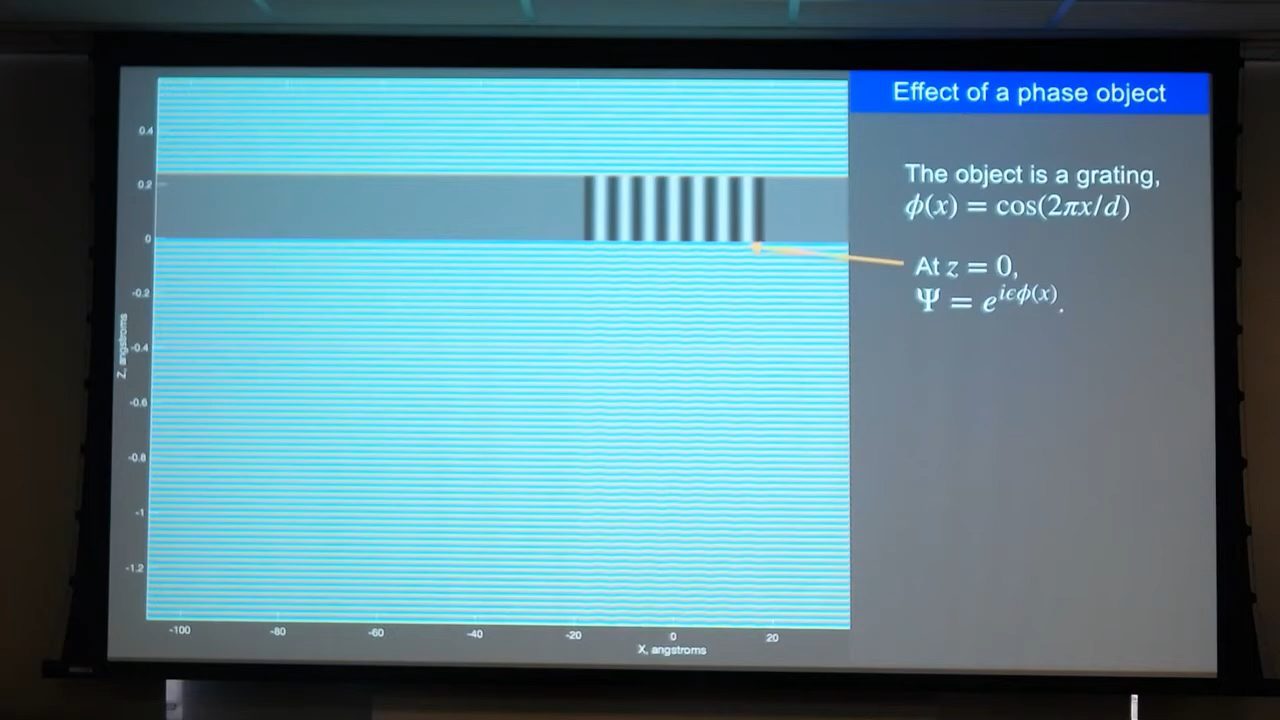 Effect of a phase object
The object is a grating,
ϕ(x) = cos(2πx/d)
At z = 0,
Ψ = e^{iϵϕ(x)}.
0.4
0.2
0
-0.2
-0.4
-0.6
-0.8
-1
-1.2
Z, angstroms
-100 -80 -60 -40 -20 0 20
X, angstroms